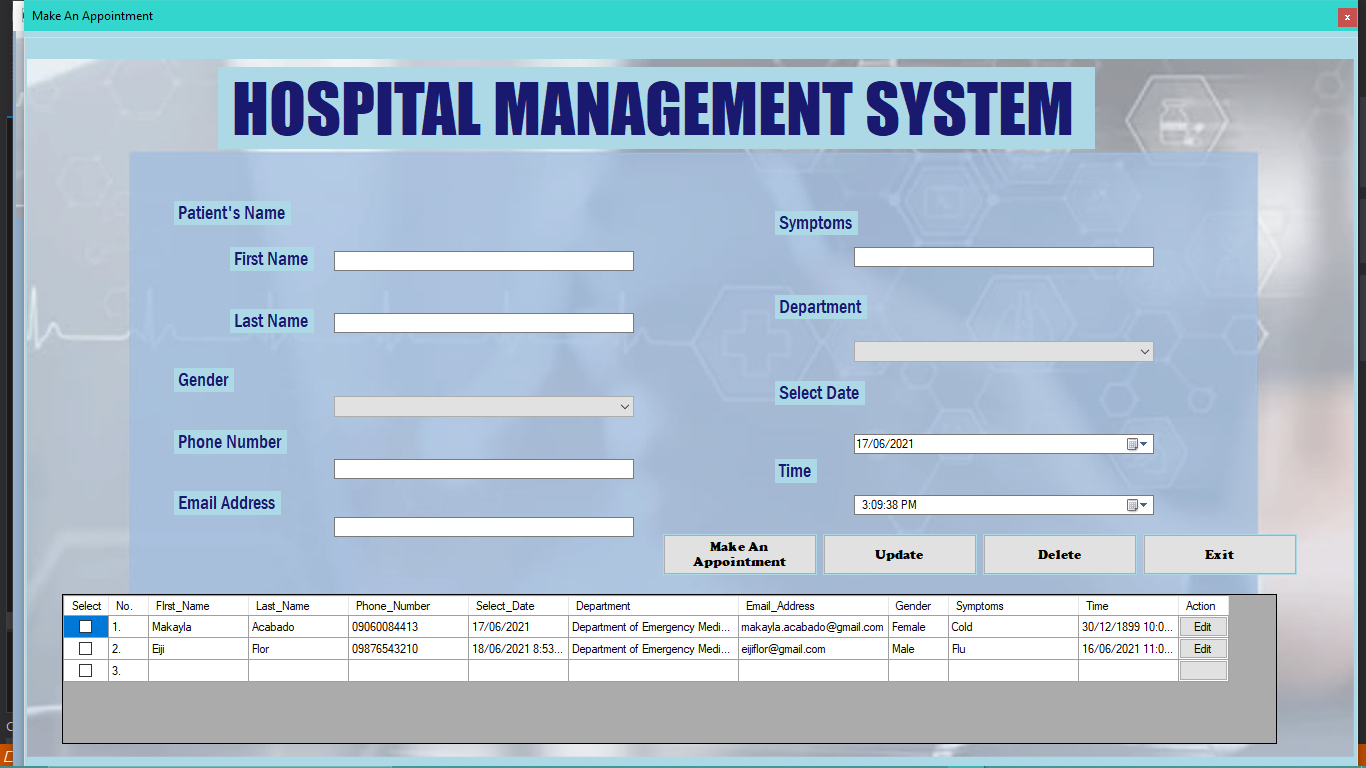 Make An Appointment
x
HOSPITAL MANAGEMENT SYSTEM
Patient's Name
First Name
Last Name
Gender
Phone Number
Email Address
Symptoms
Department
Select Date
17/06/2021
Time
3:09:38 PM
Make An
Appointment
Update
Delete
Exit
Select No. FIrst_Name Last_Name Phone_Number Select_Date Department Email_Address Gender Symptoms Time Action
1. Makayla Acabado 09060084413 17/06/2021 Department of Emergency Medi... makayla.acabado@gmail.com Female Cold 30/12/1899 10:0... Edit
2. Eiji Flor 09876543210 18/06/2021 8:53... Department of Emergency Medi... eijiflor@gmail.com Male Flu 16/06/2021 11:0... Edit
3.